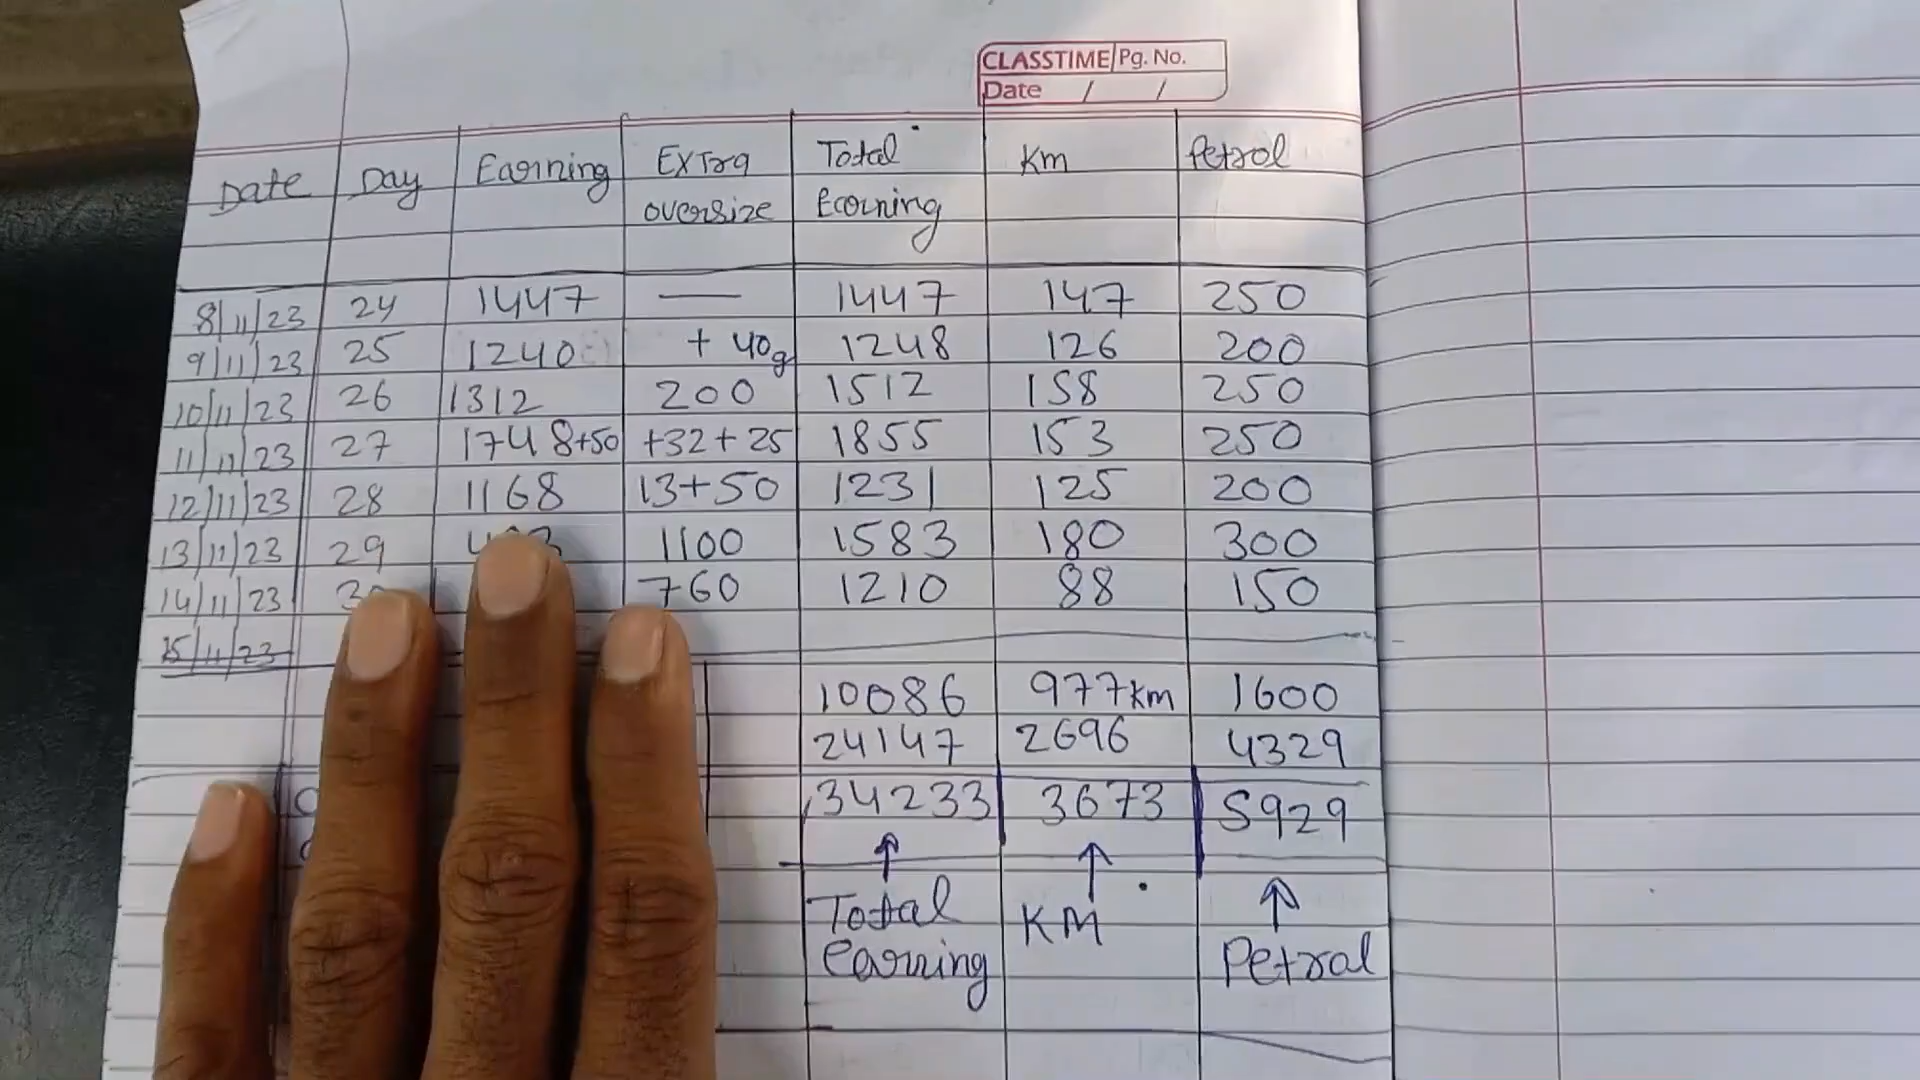 CLASSTIME Pg. No.
Date / /
Date Day Earning Extra oversize Total Earning Km Petrol
8/11/23 24 1447 — 1447 147 250
9/11/23 25 1240 + 40g 1248 126 200
10/11/23 26 1312 200 1512 158 250
11/11/23 27 1748+50 +32+25 1855 153 250
12/11/23 28 1168 13+50 1231 125 200
13/11/23 29 1100 1583 180 300
14/11/23 760 1210 88 150
15/11/23
10086 977km 1600
24147 2696 4329
34233 3673 5929
↑ ↑ ↑
Total earning KM Petral